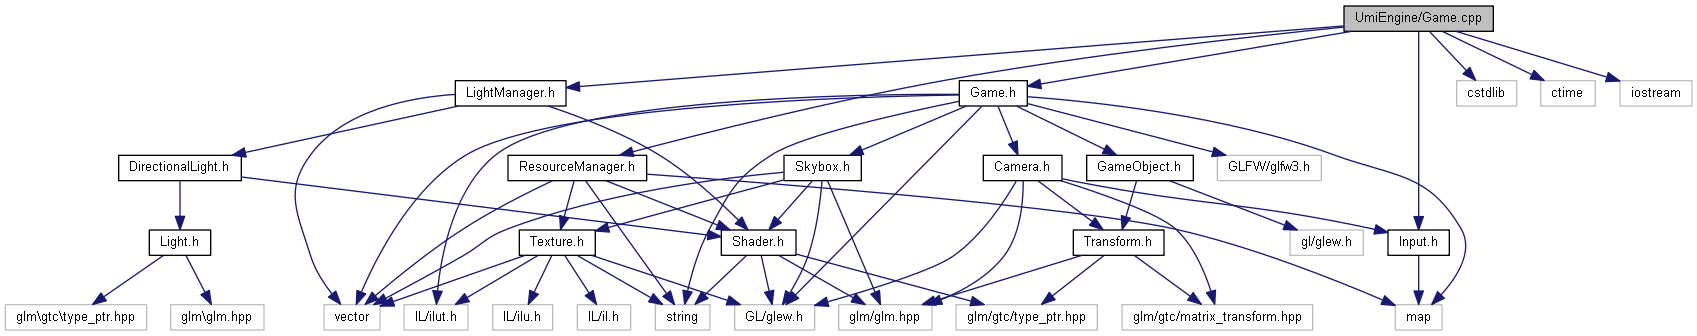 UmiEngine/Game.cpp
LightManager.h
Game.h
cstdlib
ctime
iostream
DirectionalLight.h
ResourceManager.h
Skybox.h
Camera.h
GameObject.h
GLFW/glfw3.h
Light.h
Texture.h
Shader.h
Transform.h
gl/glew.h
Input.h
glm\gtc\type_ptr.hpp
glm\glm.hpp
vector
IL/ilut.h
IL/ilu.h
IL/il.h
string
GL/glew.h
glm/glm.hpp
glm/gtc/type_ptr.hpp
glm/gtc/matrix_transform.hpp
map